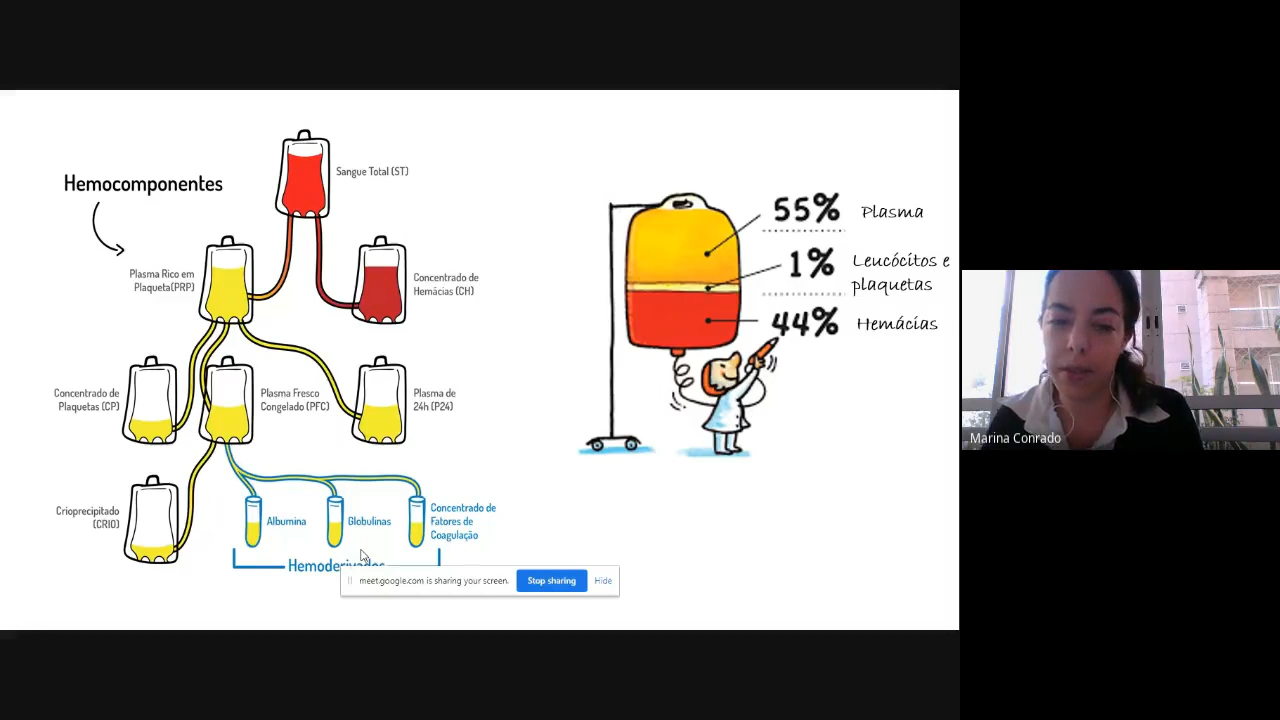 Hemocomponentes
Sangue Total (ST)
Plasma Rico em
Plaqueta(PRP)
Concentrado de
Hemácias (CH)
Concentrado de
Plaquetas (CP)
Plasma Fresco
Congelado (PFC)
Plasma de
24h (P24)
Crioprecipitado
(CRIO)
Albumina
Globulinas
Concentrado de
Fatores de
Coagulação
Hemoderivados
55% Plasma
1% Leucócitos e
plaquetas
44% Hemácias
meet.google.com is sharing your screen. Stop sharing Hide
Marina Conrado